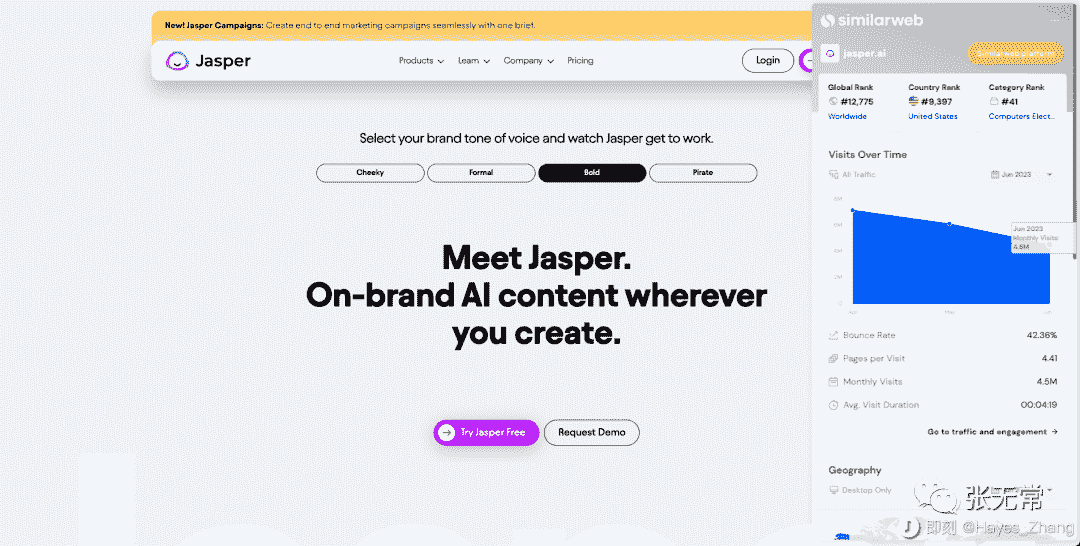 New! Jasper Campaigns: Create end to end marketing campaigns seamlessly with one brief.
Jasper
Products
Learn
Company
Pricing
Login
Select your brand tone of voice and watch Jasper get to work.
Cheeky
Formal
Bold
Pirate
Meet Jasper.
On-brand AI content wherever
you create.
Try Jasper Free
Request Demo
similarweb
jasper.ai
Global Rank
#12,775
Worldwide
Country Rank
#9,397
United States
Category Rank
#41
Computers Elect...
Visits Over Time
All Traffic
Jun 2023
Jun 2023
Monthly Visits
4.5M
Bounce Rate
42.36%
Pages per Visit
4.41
Monthly Visits
4.5M
Avg. Visit Duration
00:04:19
Go to traffic and engagement →
Geography
Desktop Only
张无常
即刻 @Hayes_Zhang